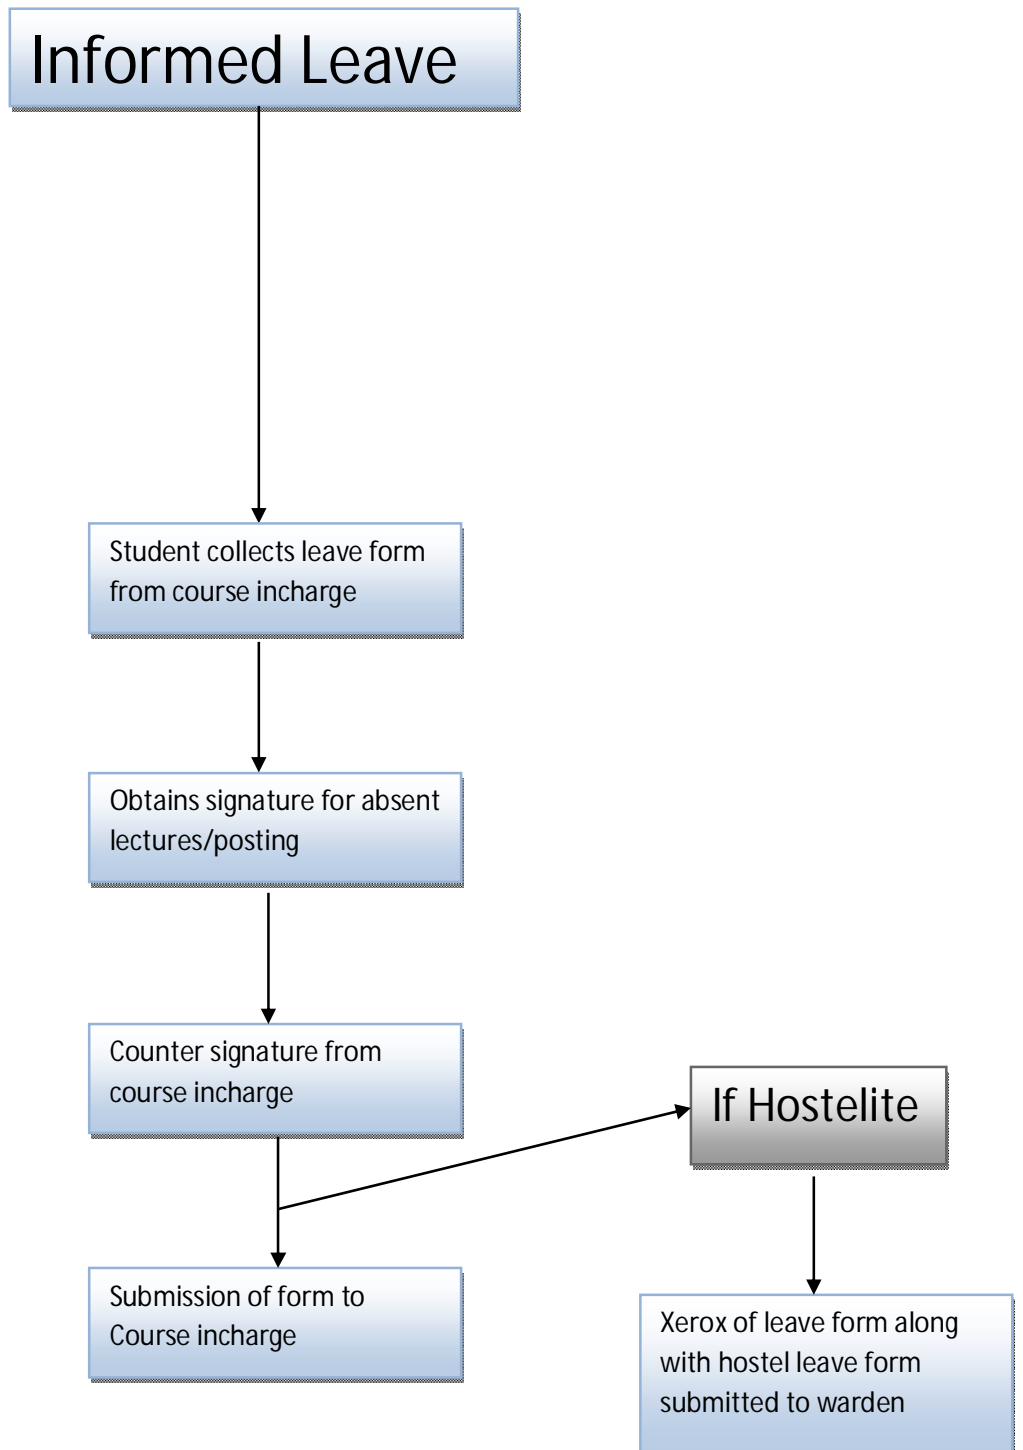 Informed Leave
Student collects leave form
from course incharge
Obtains signature for absent
lectures/posting
Counter signature from
course incharge
If Hostelite
Submission of form to
Course incharge
Xerox of leave form along
with hostel leave form
submitted to warden